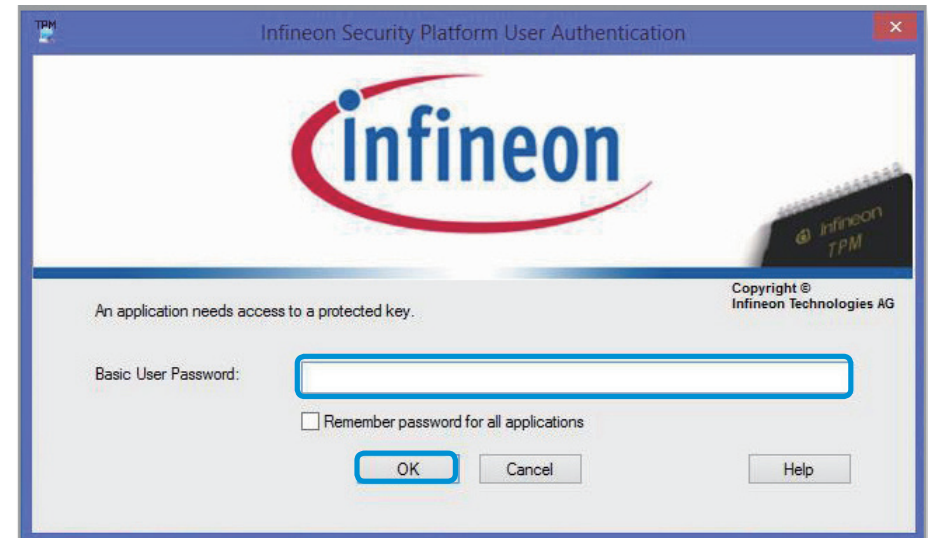 TPM
Infineon Security Platform User Authentication
infineon
infineon
TPM
Copyright ©
Infineon Technologies AG
An application needs access to a protected key.
Basic User Password:
Remember password for all applications
OK Cancel Help